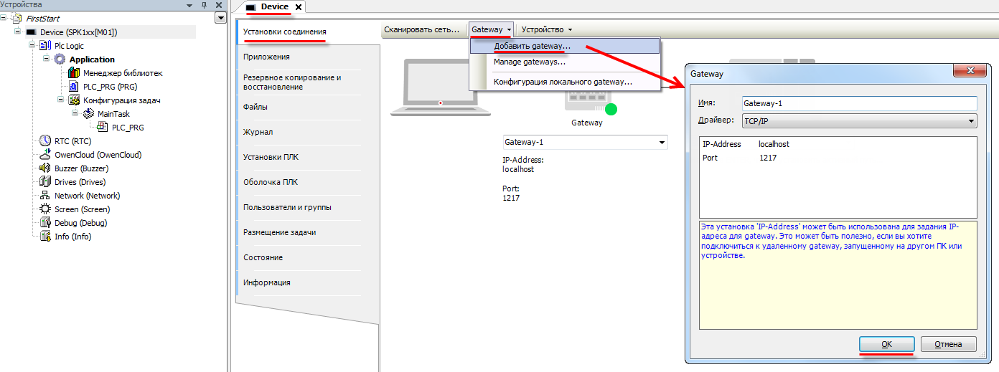 Устройства
FirstStart
Device (SPK1xx[M01])
Plc Logic
Application
Менеджер библиотек
PLC_PRG (PRG)
Конфигурация задач
MainTask
PLC_PRG
RTC (RTC)
OwenCloud (OwenCloud)
Buzzer (Buzzer)
Drives (Drives)
Network (Network)
Screen (Screen)
Debug (Debug)
Info (Info)
Device
Установки соединения
Приложения
Резервное копирование и
восстановление
Файлы
Журнал
Установки ПЛК
Оболочка ПЛК
Пользователи и группы
Размещение задачи
Состояние
Информация
Сканировать сеть... Gateway Устройство
Добавить gateway...
Manage gateways...
Конфигурация локального gateway...
Gateway
Gateway-1
IP-Address:
localhost
Port:
1217
Gateway
Имя: Gateway-1
Драйвер: TCP/IP
IP-Address localhost
Port 1217
Эта установка 'IP-Address' может быть использована для задания IP-
адреса для gateway. Это может быть полезно, если вы хотите
подключиться к удаленному gateway, запущенному на другом ПК или
устройстве.
OK Отмена